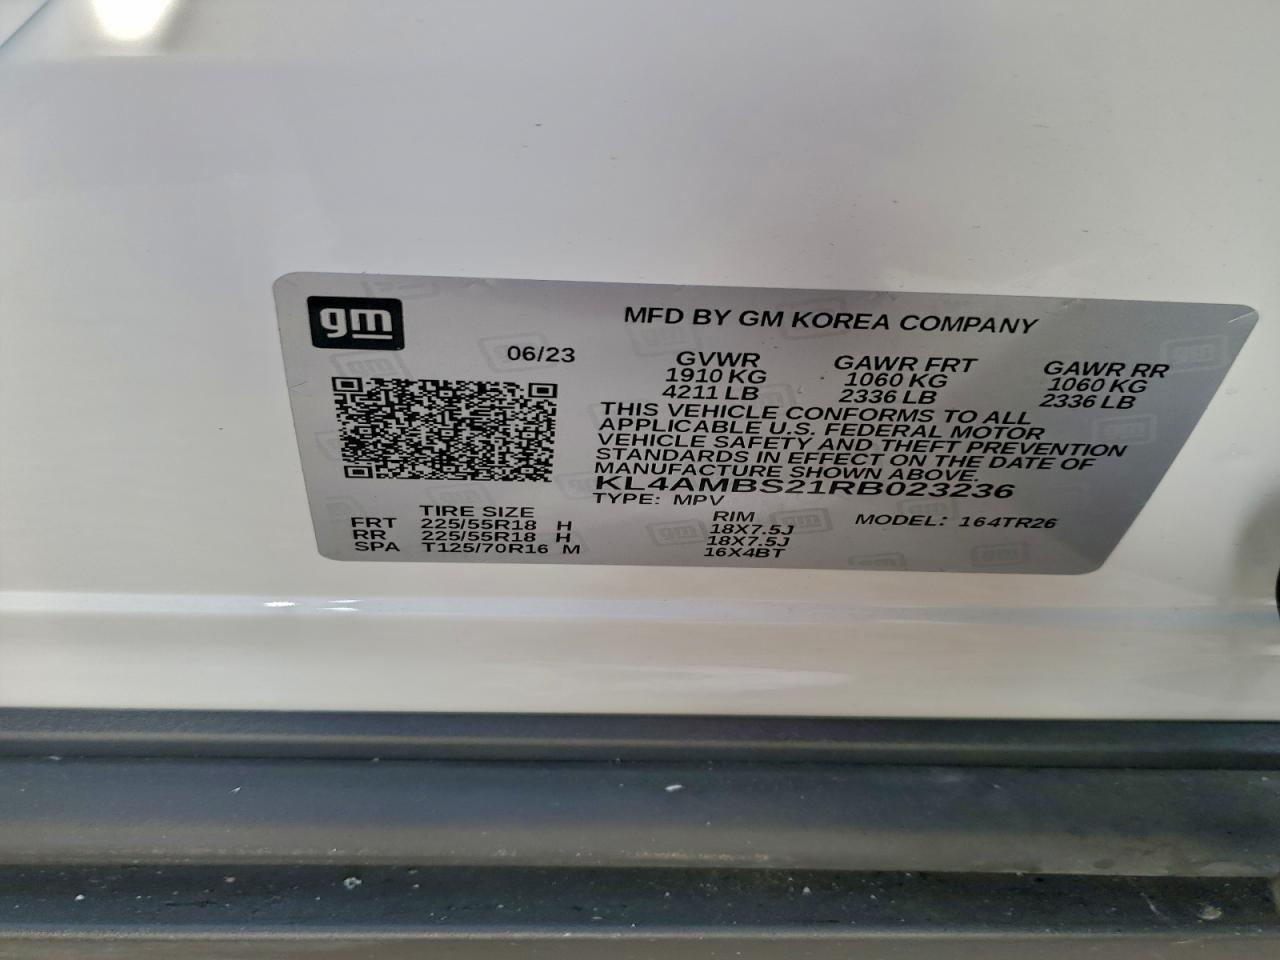 gm
MFD BY GM KOREA COMPANY
06/23
GVWR GAWR FRT GAWR RR
1910 KG 1060 KG 1060 KG
4211 LB 2336 LB 2336 LB
THIS VEHICLE CONFORMS TO ALL
APPLICABLE U.S. FEDERAL MOTOR
VEHICLE SAFETY AND THEFT PREVENTION
STANDARDS IN EFFECT ON THE DATE OF
MANUFACTURE SHOWN ABOVE.
KL4AMBS21RB023236
TYPE: MPV
TIRE SIZE RIM MODEL: 164TR26
FRT 225/55R18 H 18X7.5J
RR 225/55R18 H 18X7.5J
SPA T125/70R16 M 16X4BT